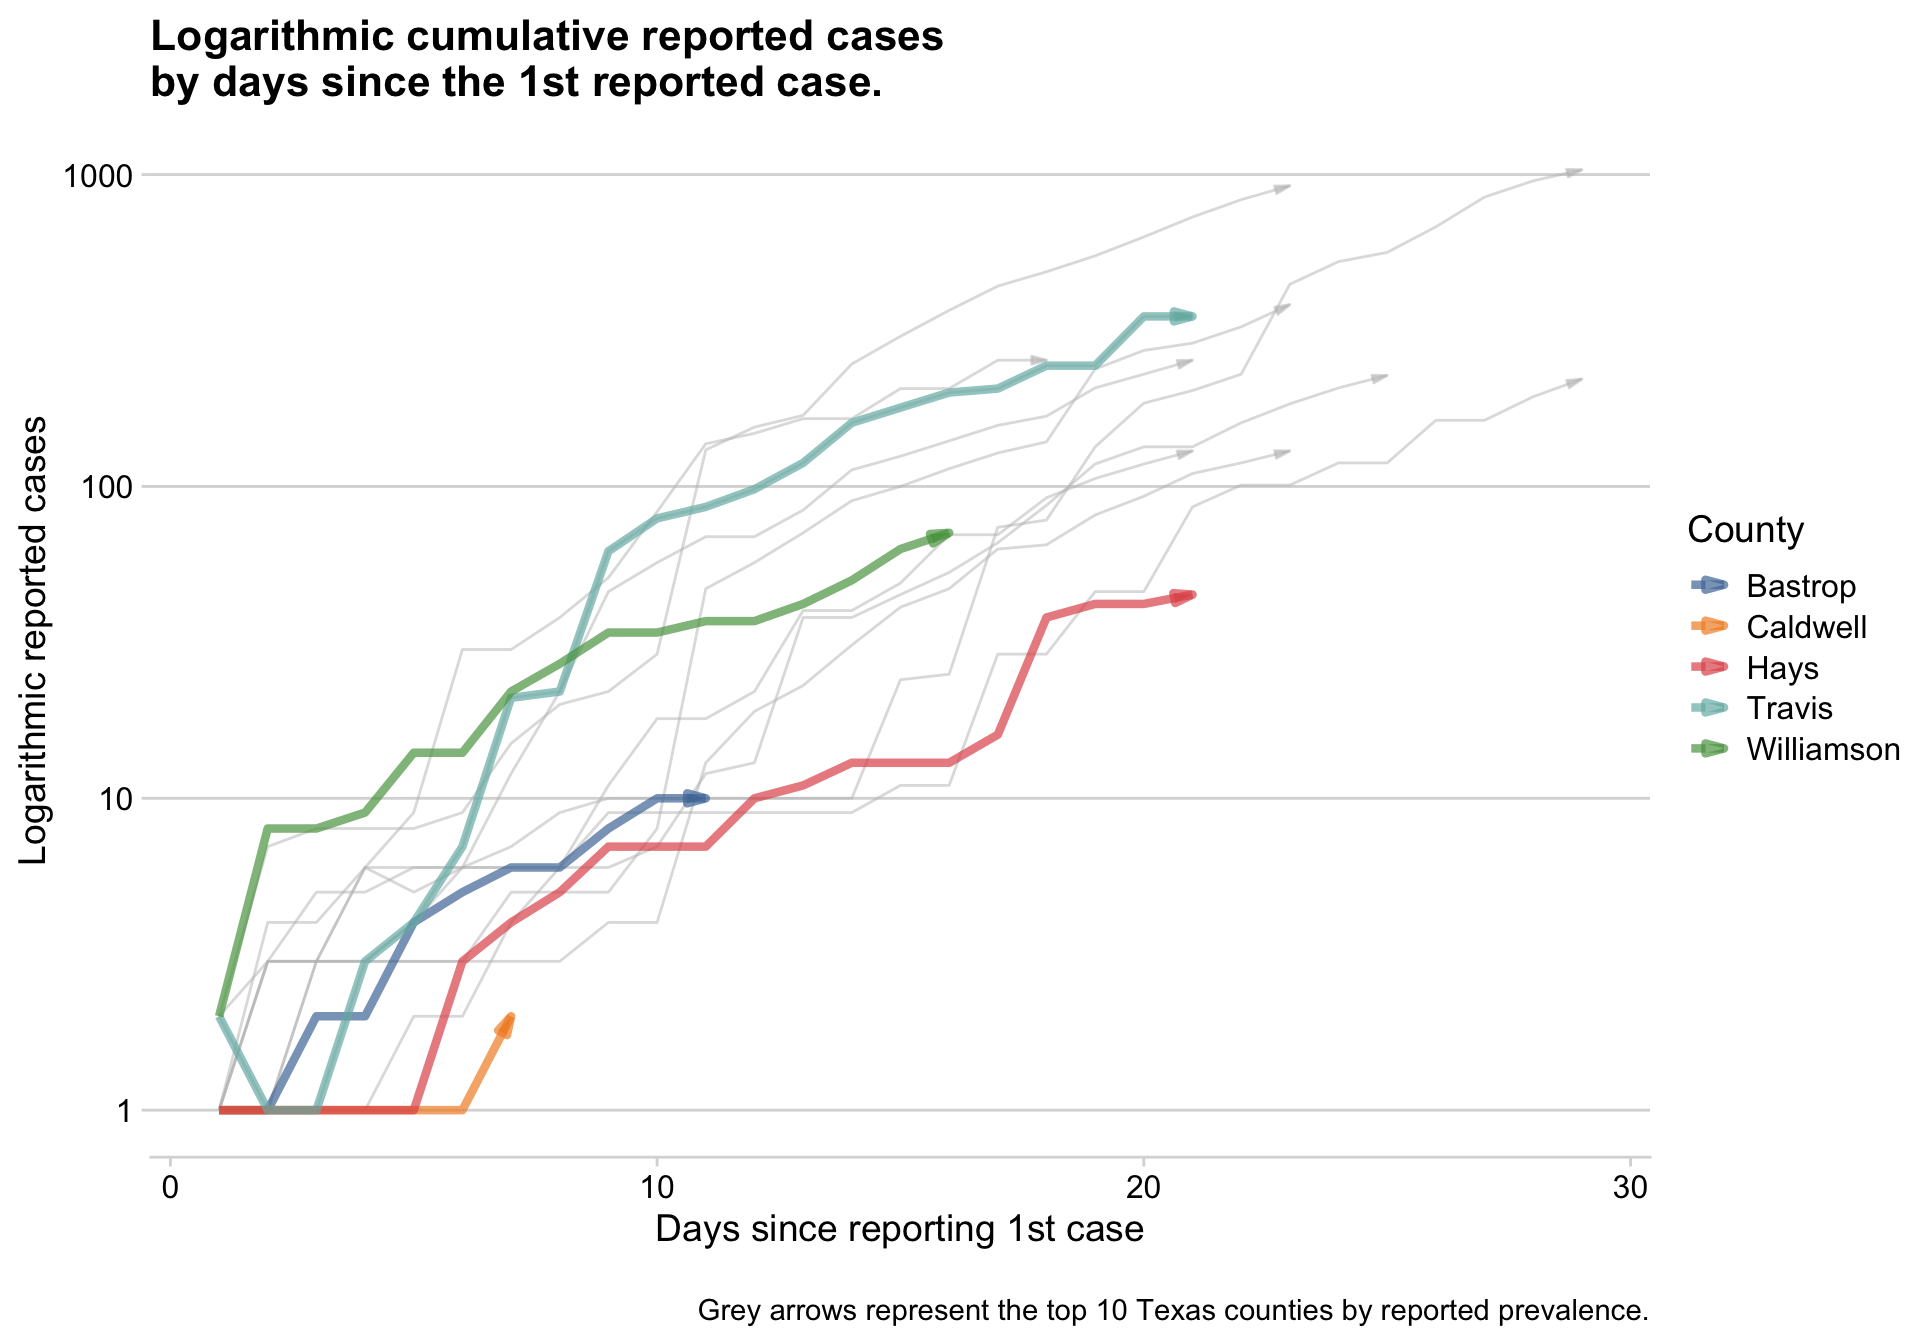 Logarithmic cumulative reported cases
by days since the 1st reported case.
Logarithmic reported cases
1000
100
10
1
0
10
20
30
Days since reporting 1st case
County
Bastrop
Caldwell
Hays
Travis
Williamson
Grey arrows represent the top 10 Texas counties by reported prevalence.